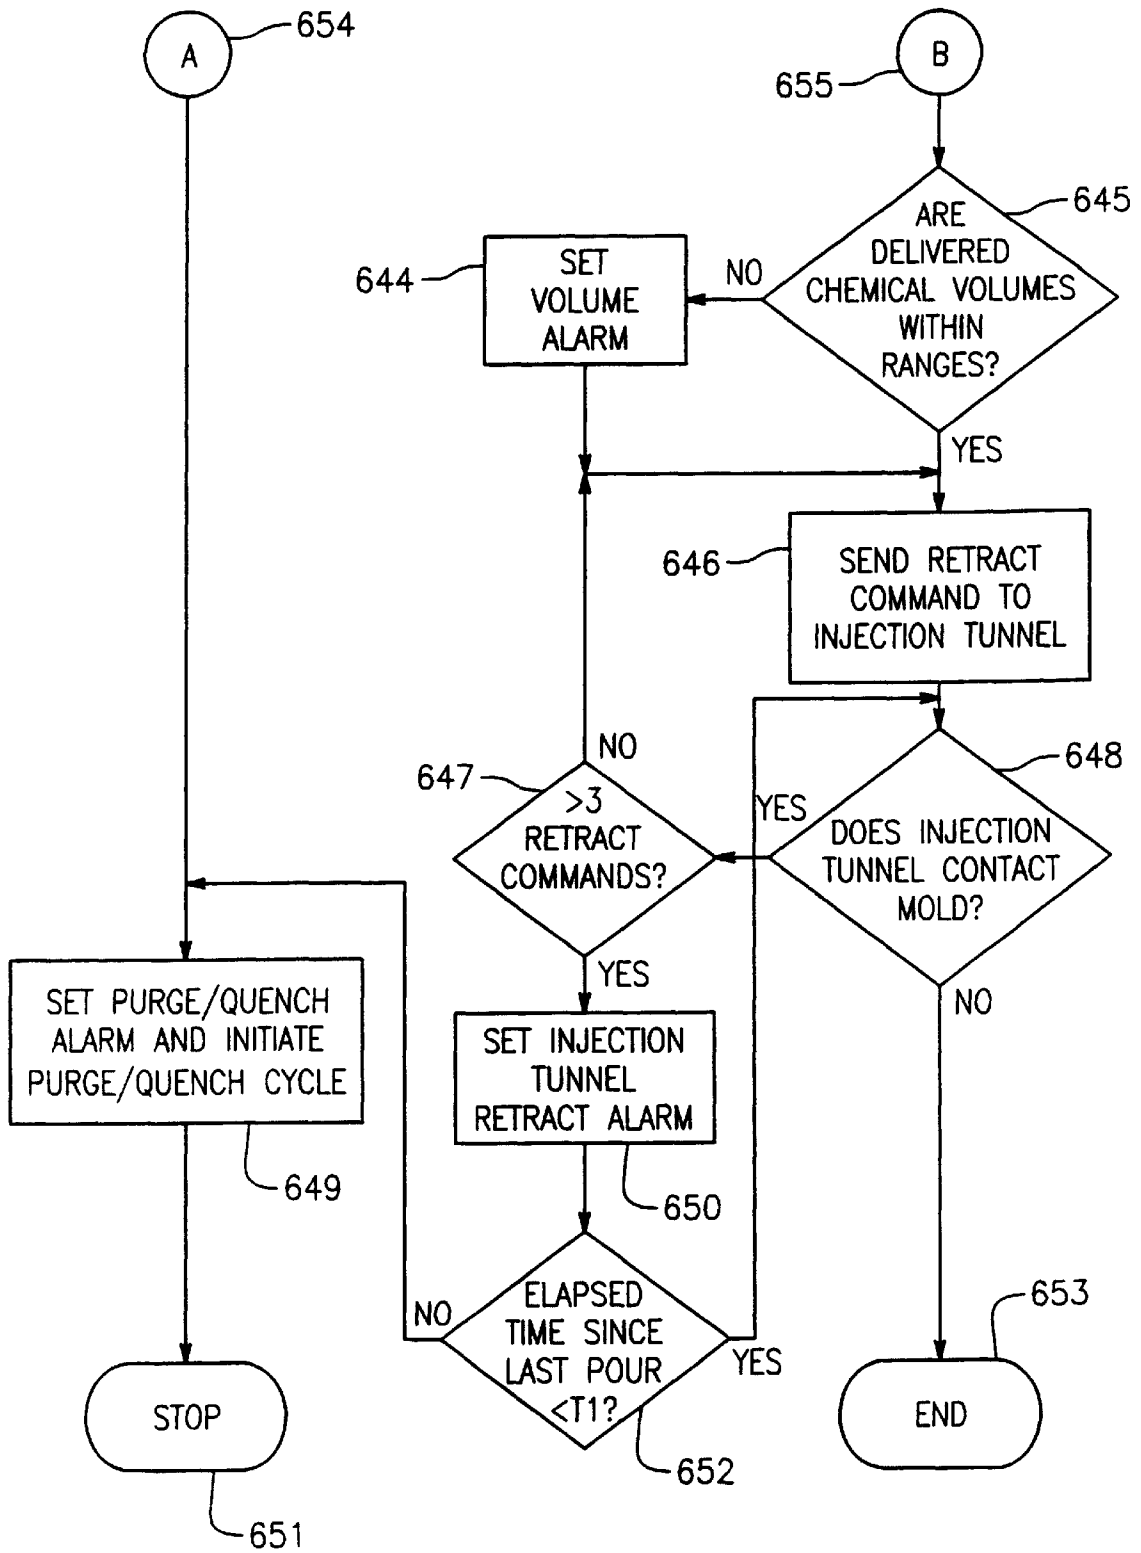 A
654
B
655
ARE
DELIVERED
CHEMICAL VOLUMES
WITHIN
RANGES?
645
NO
YES
SET
VOLUME
ALARM
644
SEND RETRACT
COMMAND TO
INJECTION TUNNEL
646
DOES INJECTION
TUNNEL CONTACT
MOLD?
648
YES
NO
>3
RETRACT
COMMANDS?
647
NO
YES
SET INJECTION
TUNNEL
RETRACT ALARM
650
SET PURGE/QUENCH
ALARM AND INITIATE
PURGE/QUENCH CYCLE
649
ELAPSED
TIME SINCE
LAST POUR
<T1?
652
NO
YES
STOP
651
END
653